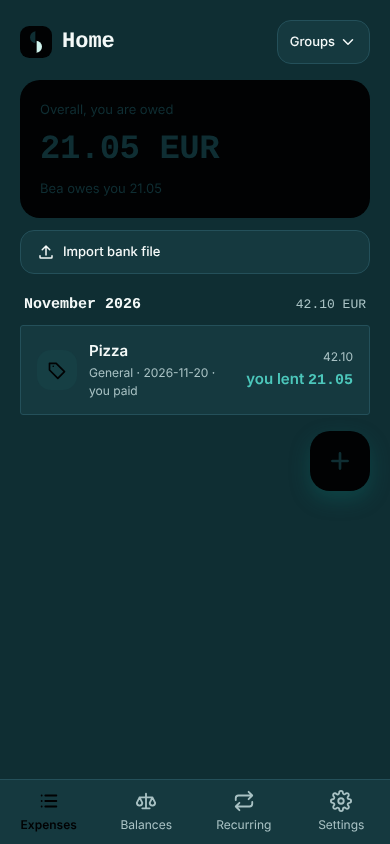 Home
Groups
Overall, you are owed
21.05 EUR
Bea owes you 21.05
Import bank file
November 2026
42.10 EUR
Pizza
42.10
General · 2026-11-20 ·
you paid
you lent 21.05
Expenses
Balances
Recurring
Settings